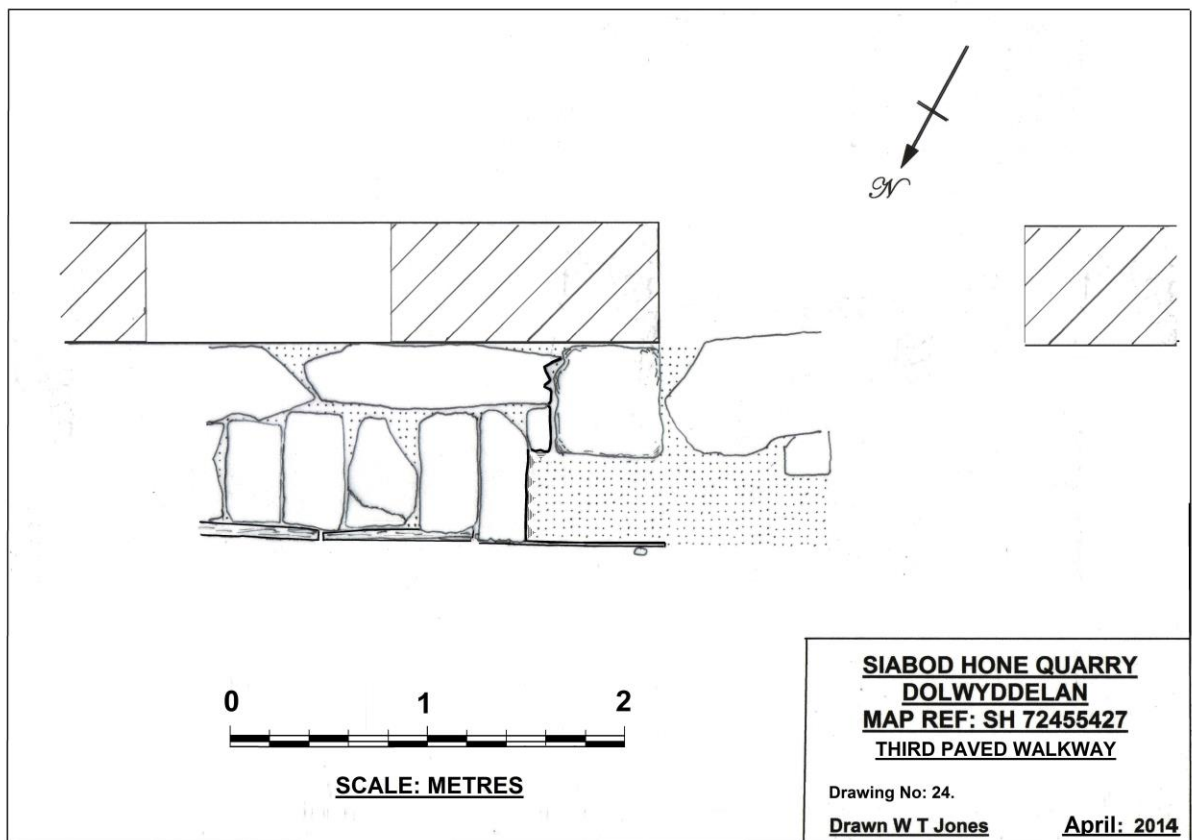 N
0 1 2
SCALE: METRES
SIABOD HONE QUARRY
DOLWYDDELAN
MAP REF: SH 72455427
THIRD PAVED WALKWAY
Drawing No: 24.
Drawn W T Jones April: 2014